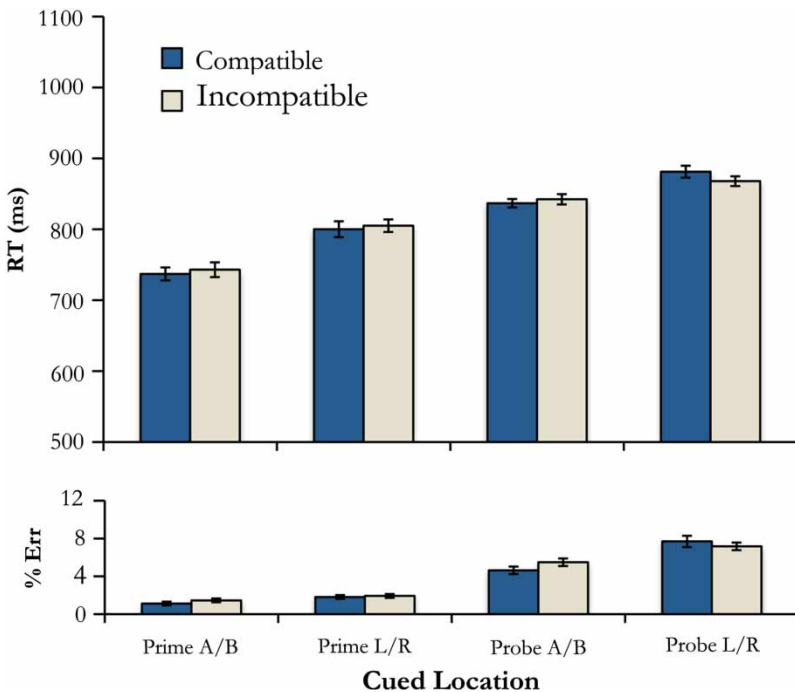 1100
1000
900
800
700
600
500
RT (ms)
Compatible
Incompatible
12
8
4
0
% Err
Prime A/B Prime L/R Probe A/B Probe L/R
Cued Location